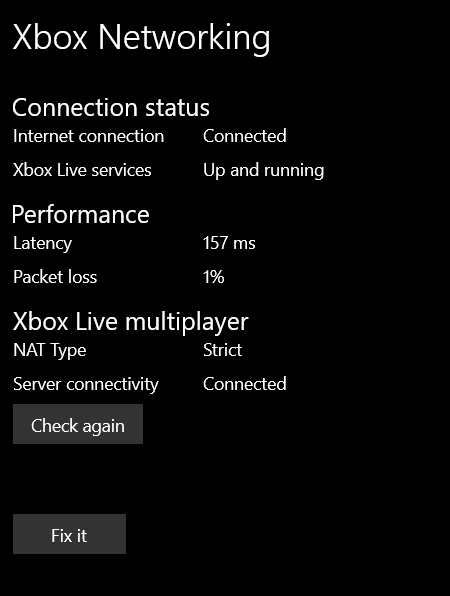 Xbox Networking
Connection status
Internet connection Connected
Xbox Live services Up and running
Performance
Latency 157 ms
Packet loss 1%
Xbox Live multiplayer
NAT Type Strict
Server connectivity Connected
Check again
Fix it